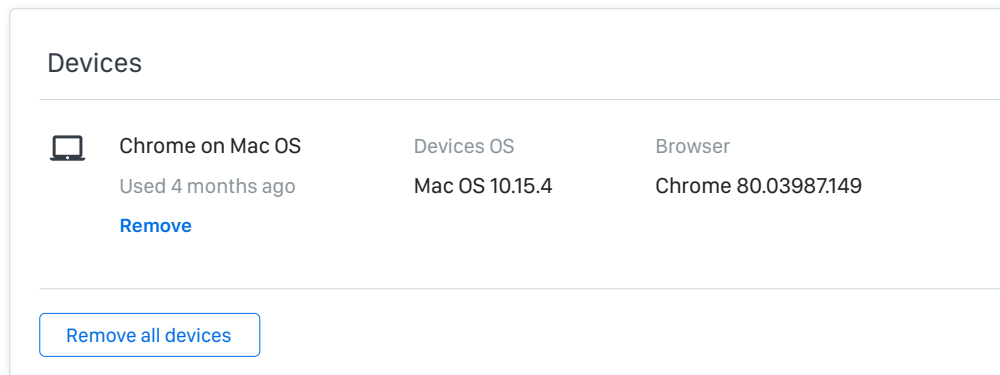 Devices
Chrome on Mac OS
Used 4 months ago
Remove
Devices OS
Mac OS 10.15.4
Browser
Chrome 80.03987.149
Remove all devices